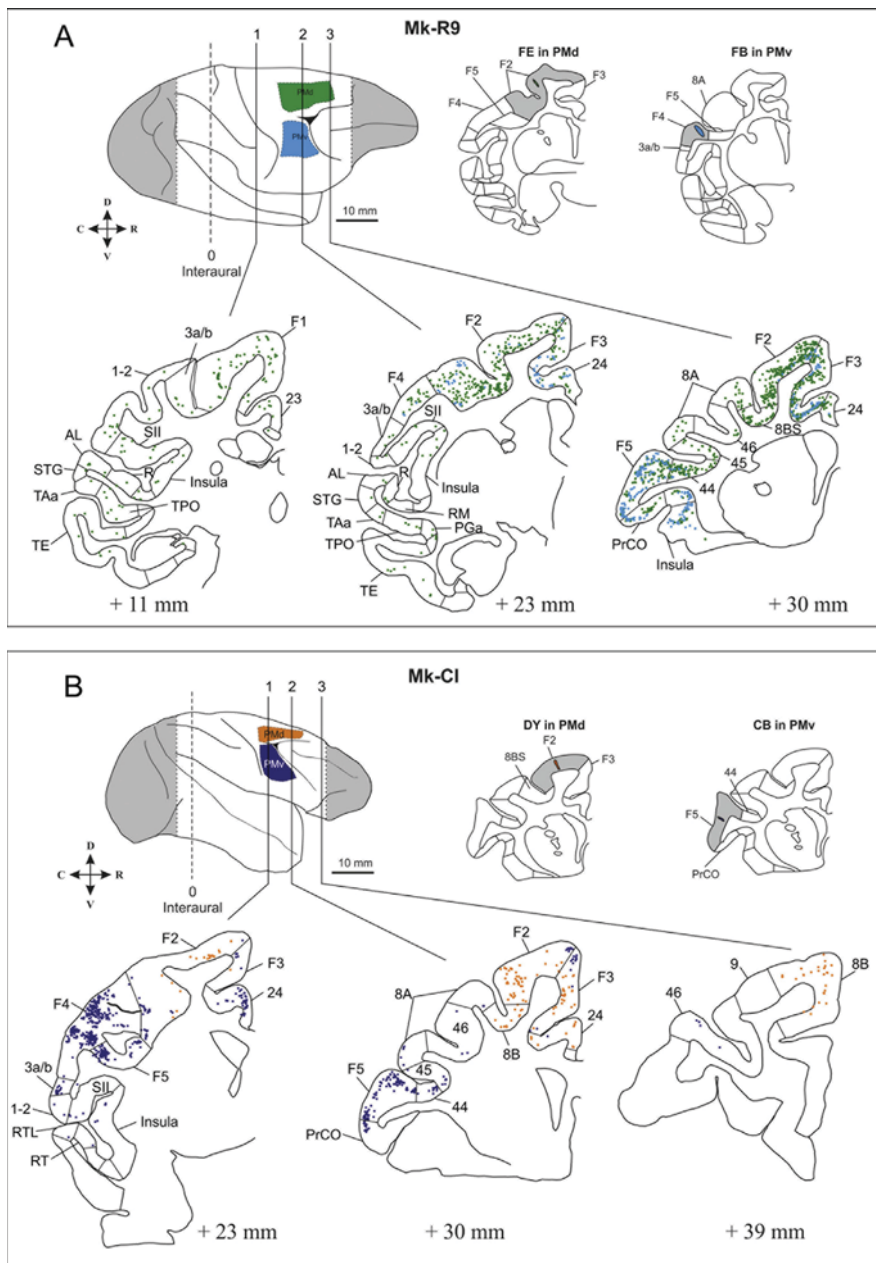 A
Mk-R9
1 2 3
FE in PMd
FB in PMv
PMd
PMv
F2
F5
F3
F4
8A
F5
F4
3a/b
D
C R
V
0
Interaural
10 mm
3a/b
F1
1-2
SII
23
AL
STG
R
Insula
TAa
TPO
TE
+ 11 mm
F2
F3
F4
24
3a/b
SII
1-2
AL
R
Insula
STG
RM
TAa
PGa
TPO
TE
+ 23 mm
F2
F3
8A
24
8BS
46
F5
45
44
PrCO
Insula
+ 30 mm
B
Mk-CI
1 2 3
DY in PMd
CB in PMv
PMd
PMv
F2
8BS
F3
44
F5
PrCO
D
C R
V
0
Interaural
10 mm
F2
F3
F4
24
F5
3a/b
SII
1-2
Insula
RTL
RT
+ 23 mm
F2
8A
F3
46
24
8B
F5
45
44
PrCO
+ 30 mm
9
8B
46
+ 39 mm